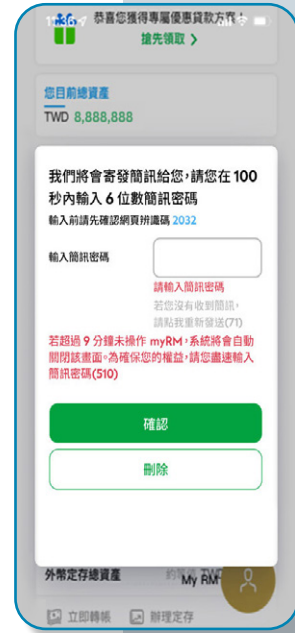 恭喜您獲得專屬優惠貸款方案!
搶先領取 >
您目前總資產
TWD 8,888,888
我們將會寄發簡訊給您,請您在 100
秒內輸入 6 位數簡訊密碼
輸入前請先確認網頁辨識碼 2032
輸入簡訊密碼
請輸入簡訊密碼
若您沒有收到簡訊,
請點我重新發送(71)
若超過 9 分鐘未操作 myRM,系統將會自動
關閉該畫面。為確保您的權益,請您盡速輸入
簡訊密碼(510)
確認
刪除
外幣定存總資產
My RM
立即轉帳 辦理定存